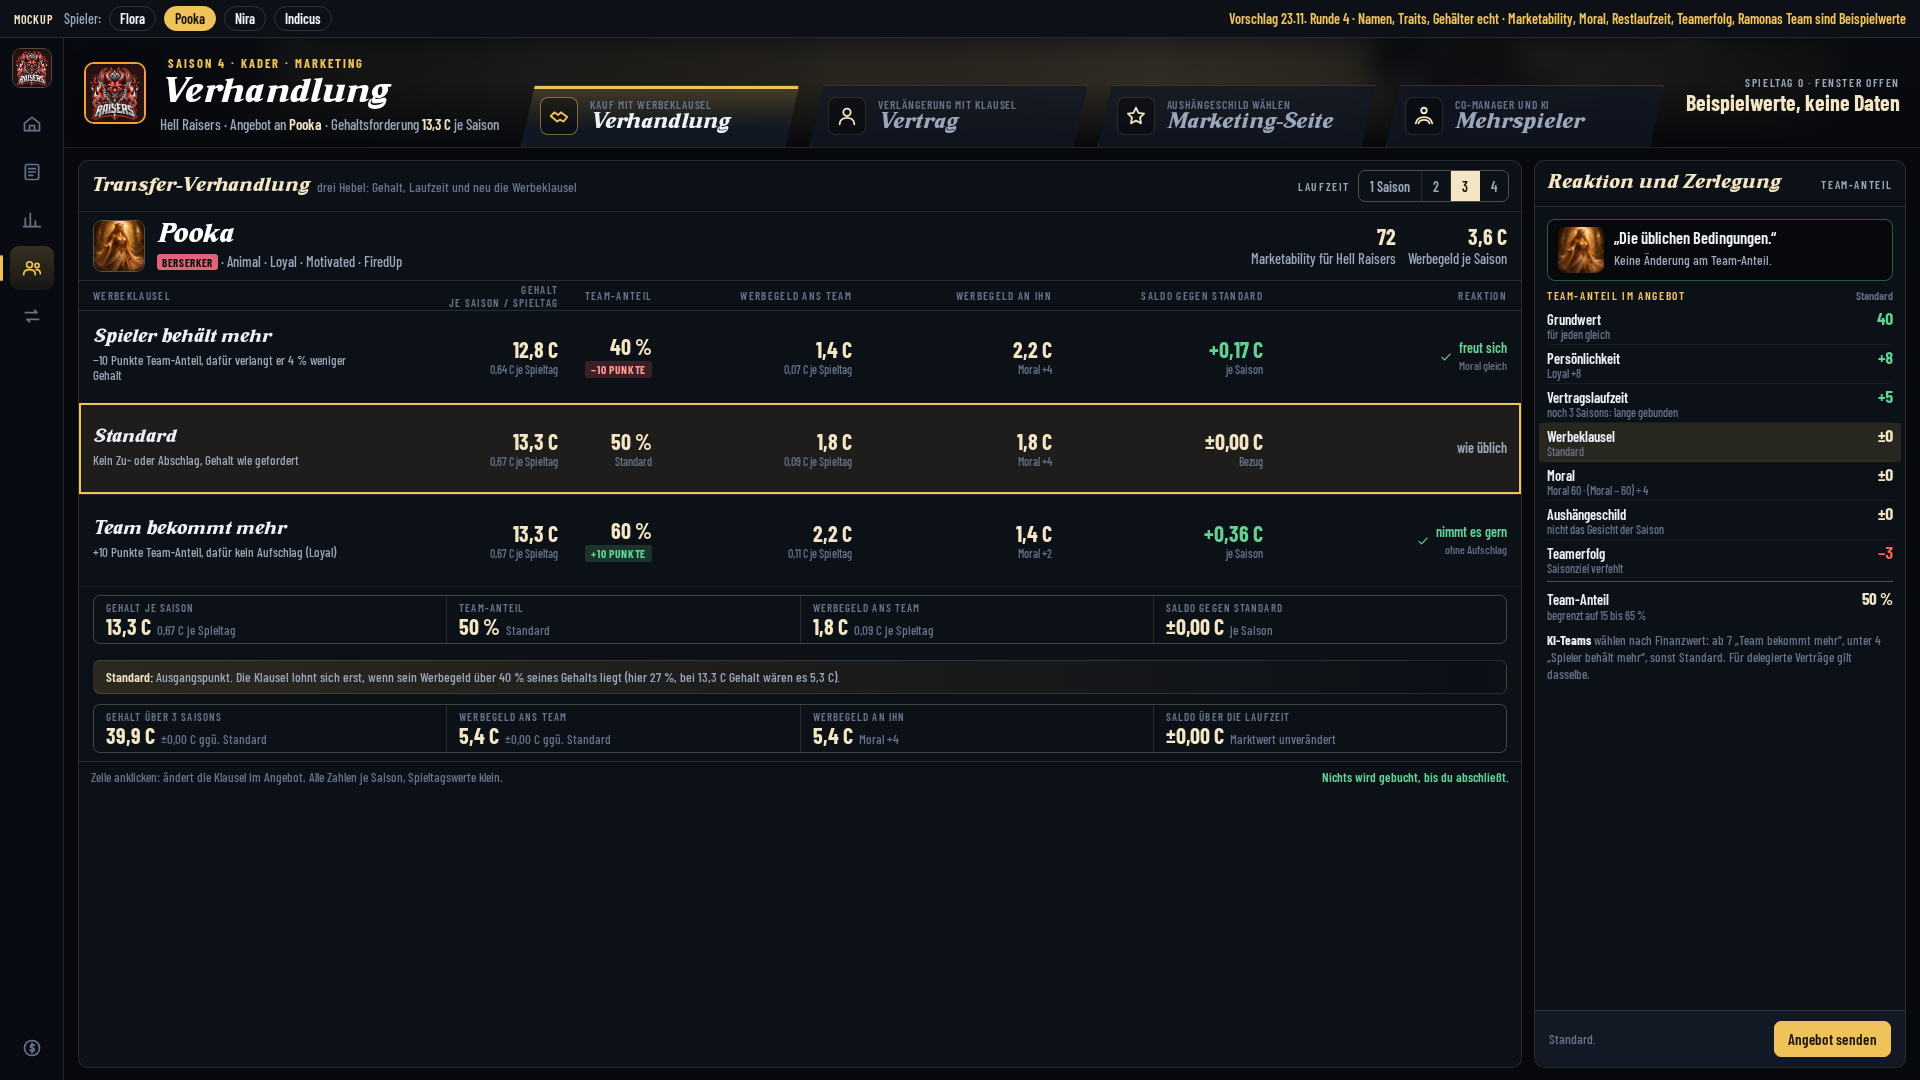 MOCKUP Spieler: Flora Pooka Nira Indicus
Vorschlag 23.11. Runde 4 · Namen, Traits, Gehälter echt · Marketability, Moral, Restlaufzeit, Teamerfolg, Ramonas Team sind Beispielwerte
RAISERS
RAISERS
SAISON 4 · KADER · MARKETING
Verhandlung
Hell Raisers · Angebot an Pooka · Gehaltsforderung 13,3 C je Saison
KAUF MIT WERBEKLAUSEL
Verhandlung
VERLÄNGERUNG MIT KLAUSEL
Vertrag
AUSHÄNGESCHILD WÄHLEN
Marketing-Seite
CO-MANAGER UND KI
Mehrspieler
SPIELTAG 0 · FENSTER OFFEN
Beispielwerte, keine Daten
Transfer-Verhandlung drei Hebel: Gehalt, Laufzeit und neu die Werbeklausel
LAUFZEIT 1 Saison 2 3 4
Pooka
BERSERKER · Animal · Loyal · Motivated · FiredUp
72
Marketability für Hell Raisers
3,6 C
Werbegeld je Saison
WERBEKLAUSEL
GEHALT
JE SAISON / SPIELTAG
TEAM-ANTEIL
WERBEGELD ANS TEAM
WERBEGELD AN IHN
SALDO GEGEN STANDARD
REAKTION
Spieler behält mehr
−10 Punkte Team-Anteil, dafür verlangt er 4 % weniger
Gehalt
12,8 C
0,64 C je Spieltag
40 %
−10 PUNKTE
1,4 C
0,07 C je Spieltag
2,2 C
Moral +4
+0,17 C
je Saison
freut sich
Moral gleich
Standard
Kein Zu- oder Abschlag, Gehalt wie gefordert
13,3 C
0,67 C je Spieltag
50 %
Standard
1,8 C
0,09 C je Spieltag
1,8 C
Moral +4
±0,00 C
Bezug
wie üblich
Team bekommt mehr
+10 Punkte Team-Anteil, dafür kein Aufschlag (Loyal)
13,3 C
0,67 C je Spieltag
60 %
+10 PUNKTE
2,2 C
0,11 C je Spieltag
1,4 C
Moral +2
+0,36 C
je Saison
nimmt es gern
ohne Aufschlag
GEHALT JE SAISON
13,3 C 0,67 C je Spieltag
TEAM-ANTEIL
50 % Standard
WERBEGELD ANS TEAM
1,8 C 0,09 C je Spieltag
SALDO GEGEN STANDARD
±0,00 C je Saison
Standard: Ausgangspunkt. Die Klausel lohnt sich erst, wenn sein Werbegeld über 40 % seines Gehalts liegt (hier 27 %, bei 13,3 C Gehalt wären es 5,3 C).
GEHALT ÜBER 3 SAISONS
39,9 C ±0,00 C ggü. Standard
WERBEGELD ANS TEAM
5,4 C ±0,00 C ggü. Standard
WERBEGELD AN IHN
5,4 C Moral +4
SALDO ÜBER DIE LAUFZEIT
±0,00 C Marktwert unverändert
Zeile anklicken: ändert die Klausel im Angebot. Alle Zahlen je Saison, Spieltagswerte klein.
Nichts wird gebucht, bis du abschließt.
Reaktion und Zerlegung TEAM-ANTEIL
„Die üblichen Bedingungen.“
Keine Änderung am Team-Anteil.
TEAM-ANTEIL IM ANGEBOT Standard
Grundwert 40
für jeden gleich
Persönlichkeit +8
Loyal +8
Vertragslaufzeit +5
noch 3 Saisons: lange gebunden
Werbeklausel ±0
Standard
Moral ±0
Moral 60 · (Moral − 60) ÷ 4
Aushängeschild ±0
nicht das Gesicht der Saison
Teamerfolg −3
Saisonziel verfehlt
Team-Anteil 50 %
begrenzt auf 15 bis 65 %
KI-Teams wählen nach Finanzwert: ab 7 „Team bekommt mehr“, unter 4
„Spieler behält mehr“, sonst Standard. Für delegierte Verträge gilt
dasselbe.
Standard. Angebot senden